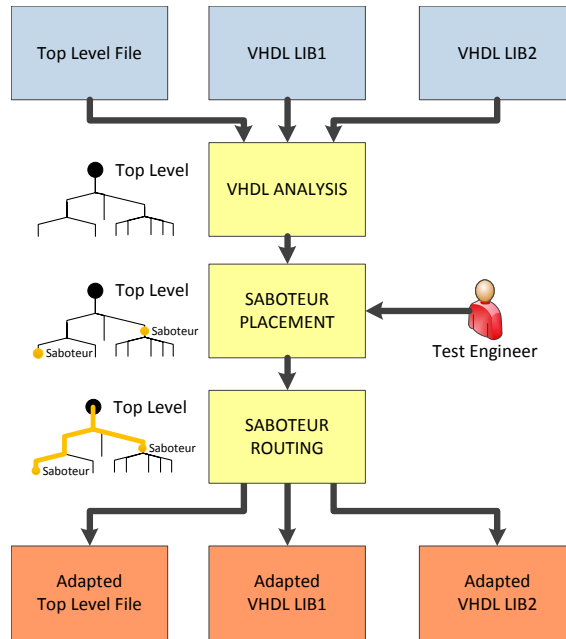 Top Level File
VHDL LIB1
VHDL LIB2
Top Level
VHDL ANALYSIS
Top Level
Saboteur
Saboteur
SABOTEUR
PLACEMENT
Test Engineer
Top Level
Saboteur
Saboteur
SABOTEUR
ROUTING
Adapted
Top Level File
Adapted
VHDL LIB1
Adapted
VHDL LIB2